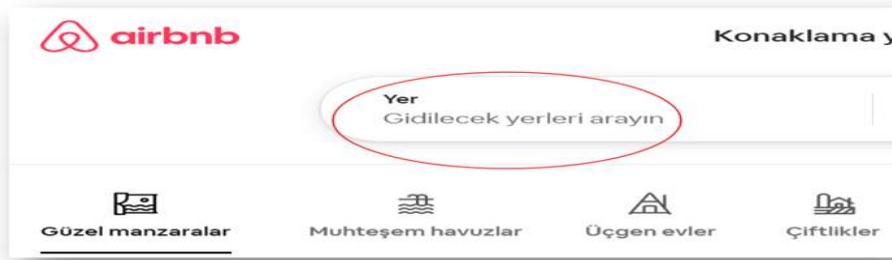 airbnb
Konaklama y
Yer
Gidilecek yerleri arayın
Güzel manzaralar
Muhteşem havuzlar
Üçgen evler
Çiftlikler